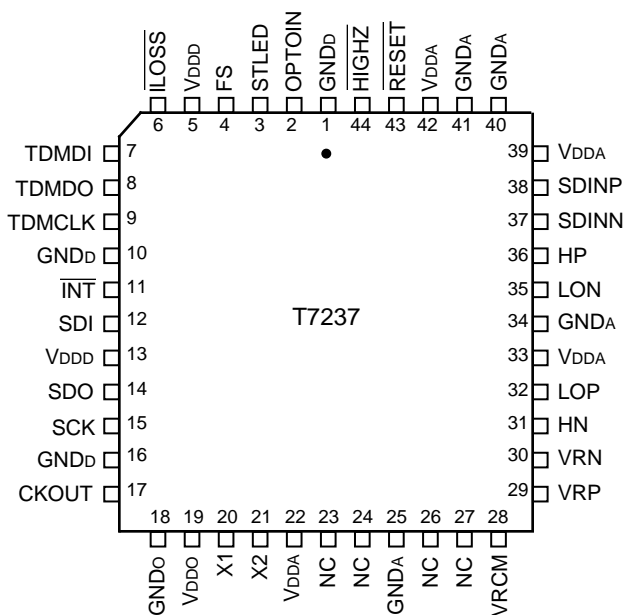 ILOSS
VDDD
FS
STLED
OPTOIN
GNDD
HIGHZ
RESET
VDDA
GNDA
GNDA
6 5 4 3 2 1 44 43 42 41 40
TDMDI 7
TDMDO 8
TDMCLK 9
GNDD 10
INT 11
SDI 12
VDDD 13
SDO 14
SCK 15
GNDD 16
CKOUT 17
T7237
39 VDDA
38 SDINP
37 SDINN
36 HP
35 LON
34 GNDA
33 VDDA
32 LOP
31 HN
30 VRN
29 VRP
18 19 20 21 22 23 24 25 26 27 28
GNDO
VDDO
X1
X2
VDDA
NC
NC
GNDA
NC
NC
VRCM